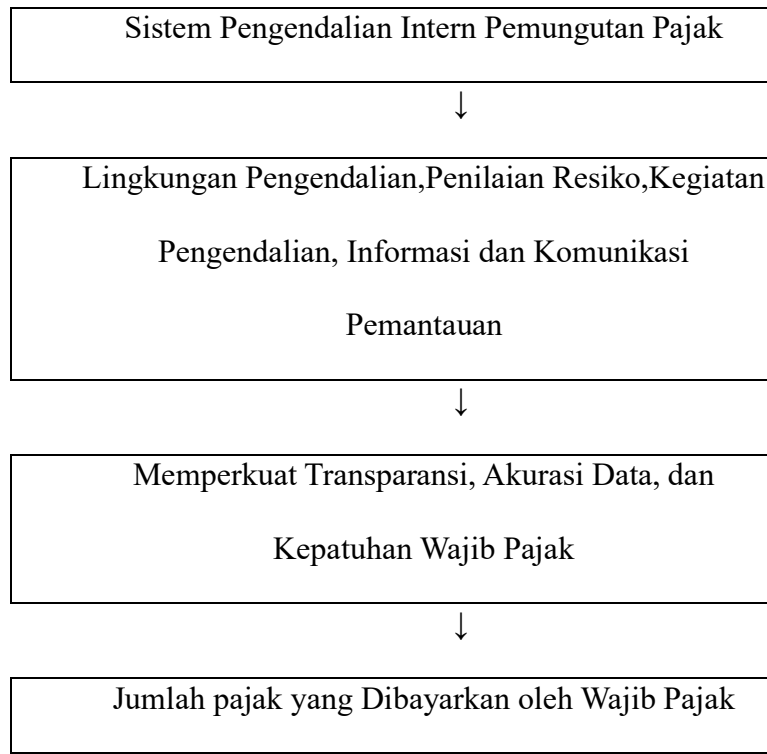 Sistem Pengendalian Intern Pemungutan Pajak
↓
Lingkungan Pengendalian,Penilaian Resiko,Kegiatan
Pengendalian, Informasi dan Komunikasi
Pemantauan
↓
Memperkuat Transparansi, Akurasi Data, dan
Kepatuhan Wajib Pajak
↓
Jumlah pajak yang Dibayarkan oleh Wajib Pajak